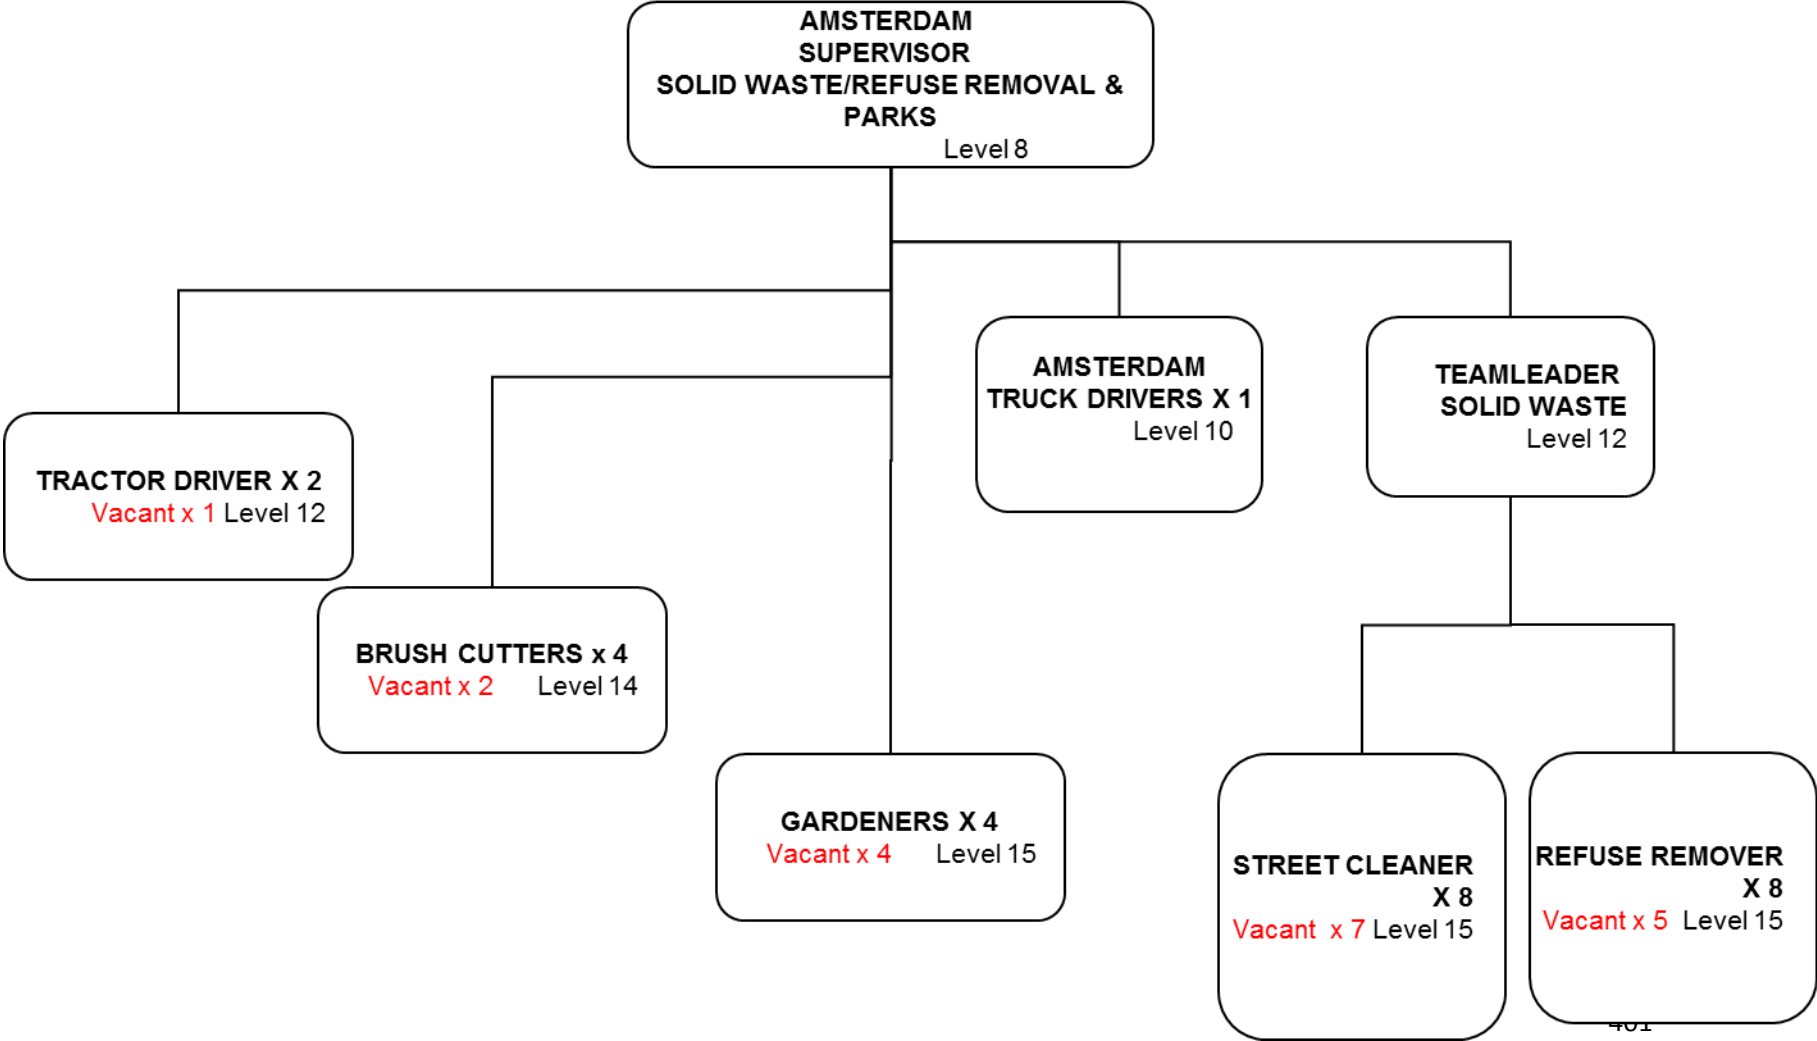 AMSTERDAM
SUPERVISOR
SOLID WASTE/REFUSE REMOVAL &
PARKS
Level 8
AMSTERDAM
TRUCK DRIVERS X 1
Level 10
TEAMLEADER
SOLID WASTE
Level 12
TRACTOR DRIVER X 2
Vacant x 1 Level 12
BRUSH CUTTERS x 4
Vacant x 2 Level 14
GARDENERS X 4
Vacant x 4 Level 15
STREET CLEANER
X 8
Vacant x 7 Level 15
REFUSE REMOVER
X 8
Vacant x 5 Level 15